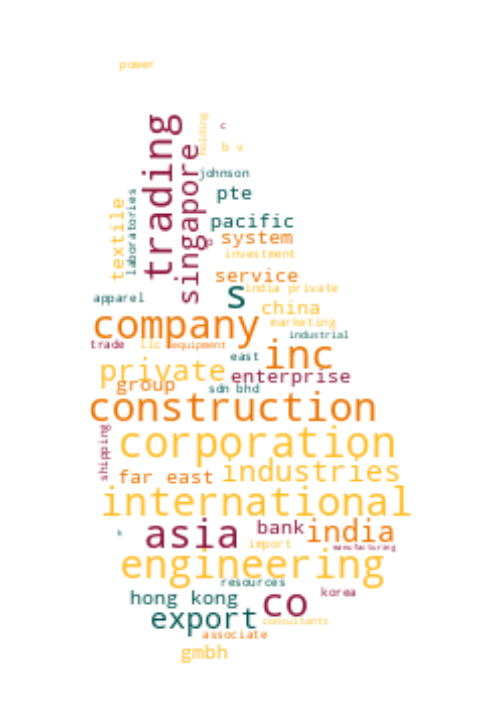 power
trading
singapore
holding
c
b v
johnson
pte
textile
laboratories
pacific
system
investment
service
india private
s
apparel
china
company
marketing
industrial
trade
llc
equipment
inc
east
private
enterprise
group
sdn bhd
construction
corporation
shipping
far east
industries
international
asia
bank
india
import
manufacturing
engineering
resources
hong kong
co
korea
export
consultants
associate
gmbh